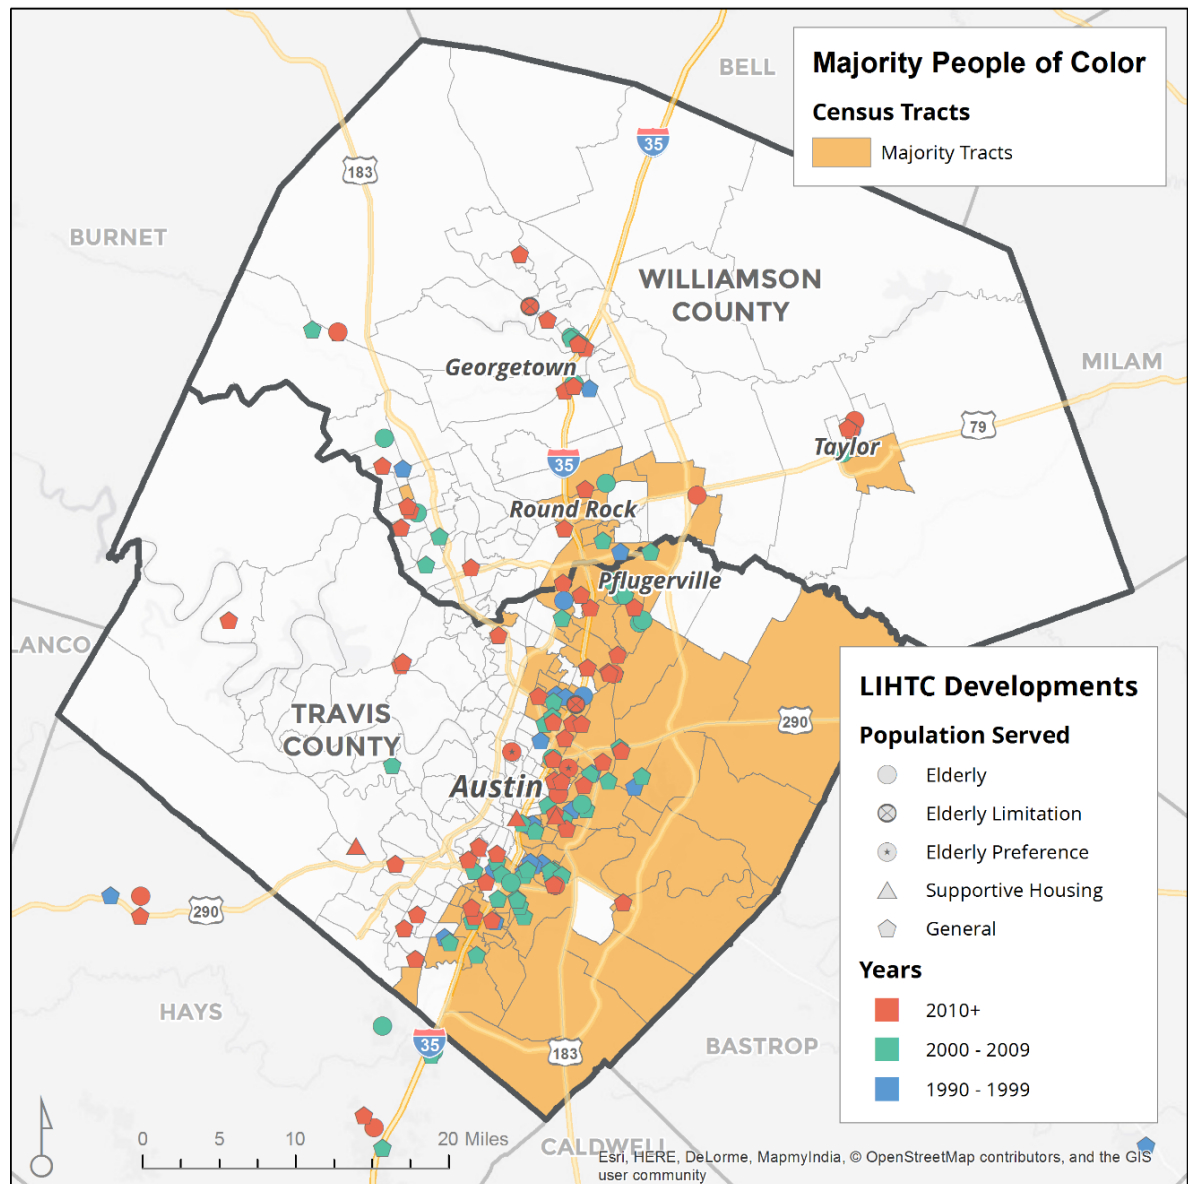 BELL
Majority People of Color
Census Tracts
Majority Tracts
35
183
BURNET
WILLIAMSON
COUNTY
MILAM
Georgetown
79
Taylor
35
Round Rock
Pflugerville
LANCO
LIHTC Developments
Population Served
Elderly
Elderly Limitation
Elderly Preference
Supportive Housing
General
Years
2010+
2000 - 2009
1990 - 1999
TRAVIS
COUNTY
290
Austin
290
HAYS
35
183
BASTROP
0 5 10 20 Miles
CALDWELL
Esri, HERE, DeLorme, MapmyIndia, © OpenStreetMap contributors, and the GIS
user community